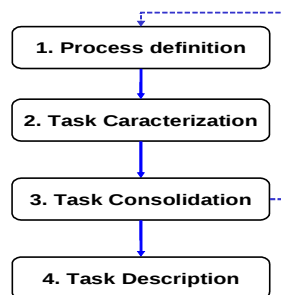 1. Process definition
2. Task Caracterization
3. Task Consolidation
4. Task Description